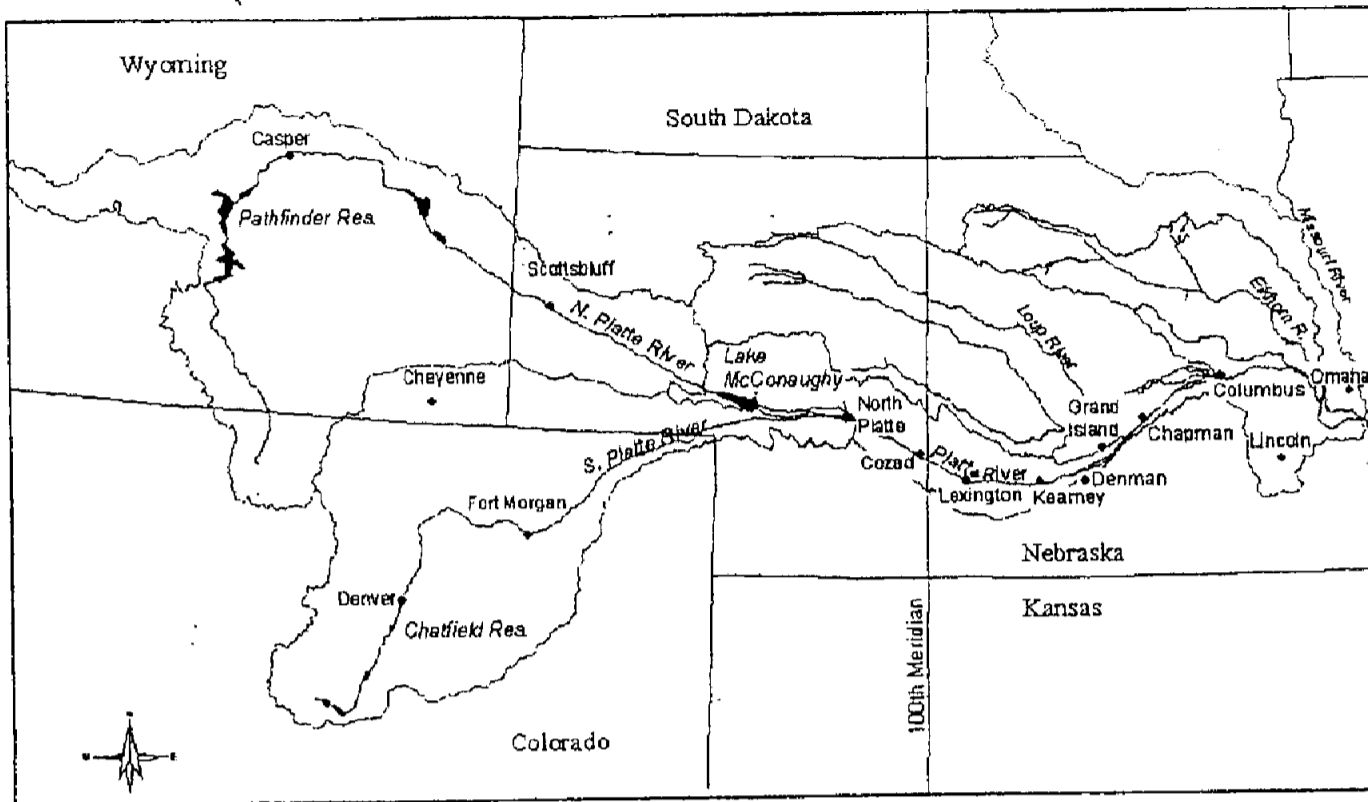 Wyoming
South Dakota
Casper
Pathfinder Res.
Scottsbluff
N. Platte River
Missouri River
Elkhorn R.
Loup River
Lake
McConaughy
Cheyenne
North
Platte
Grand
Island
Columbus
Omaha
Chapman
Lincoln
S. Platte River
Cozad
Platte River
Lexington
Kearney
Denman
Fort Morgan
Nebraska
Kansas
Denver
Chatfield Res.
100th Meridian
Colorado